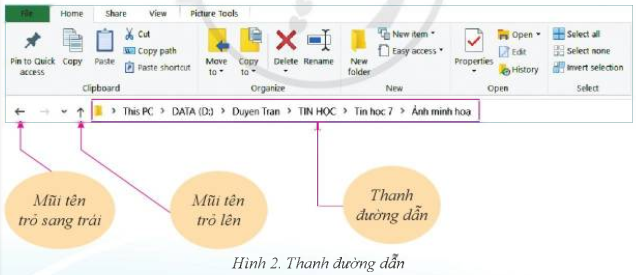 File Home Share View Picture Tools
Pin to Quick access
Copy
Paste
Cut
Copy path
Paste shortcut
Clipboard
Move to
Copy to
Delete
Rename
Organize
New folder
New item
Easy access
New
Properties
Open
Edit
History
Open
Select all
Select none
Invert selection
Select
This PC > DATA (D:) > Duyen Tran > TIN HỌC > Tin hoc 7 > Ảnh minh hoạ
Mũi tên
trỏ sang trái
Mũi tên
trỏ lên
Thanh
đường dẫn
Hình 2. Thanh đường dẫn